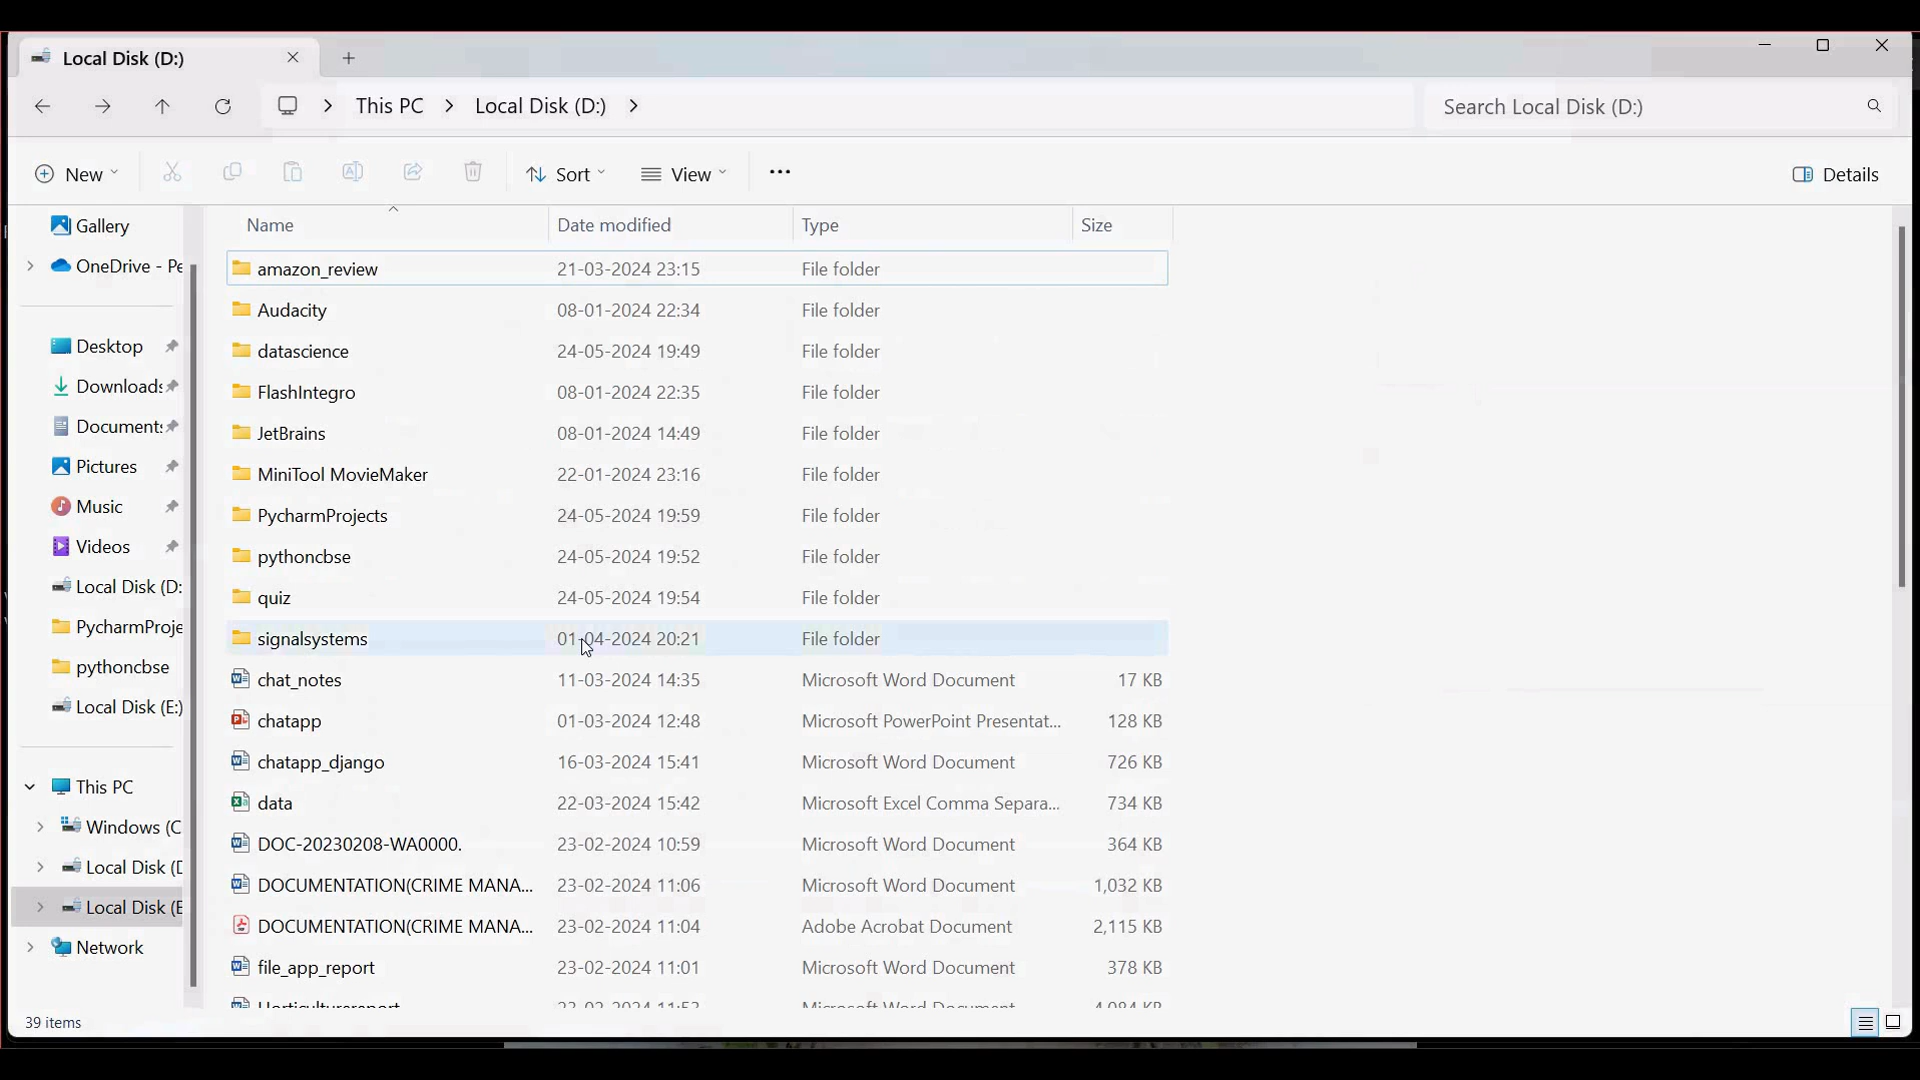 Local Disk (D:)
This PC > Local Disk (D:) >
Search Local Disk (D:)
New
Sort
View
Details
Name Date modified Type Size
Gallery
OneDrive - Pe
Desktop
Downloads
Documents
Pictures
Music
Videos
Local Disk (D:
PycharmProje
pythoncbse
Local Disk (E:)
This PC
Windows (C
Local Disk (D
Local Disk (E
Network
amazon_review 21-03-2024 23:15 File folder
Audacity 08-01-2024 22:34 File folder
datascience 24-05-2024 19:49 File folder
FlashIntegro 08-01-2024 22:35 File folder
JetBrains 08-01-2024 14:49 File folder
MiniTool MovieMaker 22-01-2024 23:16 File folder
PycharmProjects 24-05-2024 19:59 File folder
pythoncbse 24-05-2024 19:52 File folder
quiz 24-05-2024 19:54 File folder
signalsystems 01-04-2024 20:21 File folder
chat_notes 11-03-2024 14:35 Microsoft Word Document 17 KB
chatapp 01-03-2024 12:48 Microsoft PowerPoint Presentat... 128 KB
chatapp_django 16-03-2024 15:41 Microsoft Word Document 726 KB
data 22-03-2024 15:42 Microsoft Excel Comma Separa... 734 KB
DOC-20230208-WA0000. 23-02-2024 10:59 Microsoft Word Document 364 KB
DOCUMENTATION(CRIME MANA... 23-02-2024 11:06 Microsoft Word Document 1,032 KB
DOCUMENTATION(CRIME MANA... 23-02-2024 11:04 Adobe Acrobat Document 2,115 KB
file_app_report 23-02-2024 11:01 Microsoft Word Document 378 KB
Horticulturereport 23-02-2024 Microsoft Word Document 4,084 KB
39 items